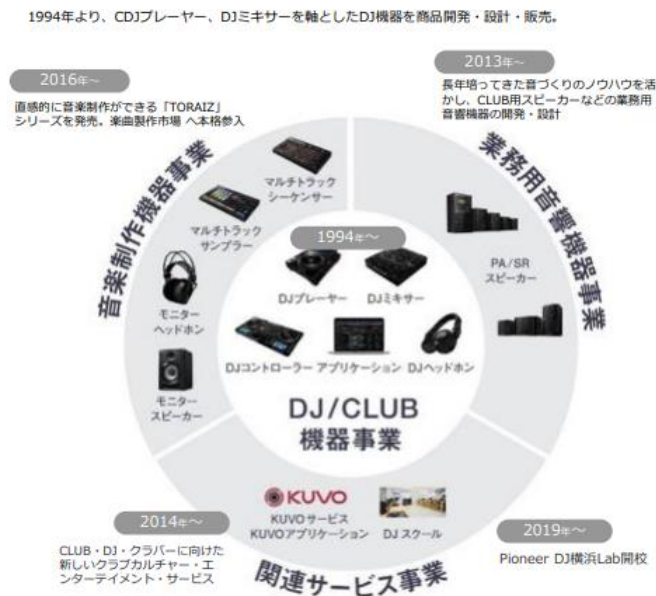 1994年より、CDJプレーヤー、DJミキサーを軸としたDJ機器を商品開発・設計・販売。
2016年～
直感的に音楽制作ができる「TORAIZ」
シリーズを発売。楽曲製作市場 へ本格参入
2013年～
長年培ってきた音づくりのノウハウを活
かし、CLUB用スピーカーなどの業務用
音響機器の開発・設計
音楽制作機器事業
マルチトラック
シーケンサー
マルチトラック
サンプラー
モニター
ヘッドホン
モニター
スピーカー
業務用音響機器事業
PA/SR
スピーカー
1994年～
DJプレーヤー
DJミキサー
DJコントローラー
アプリケーション
DJヘッドホン
DJ/CLUB
機器事業
KUVO
KUVOサービス
KUVOアプリケーション
DJ スクール
関連サービス事業
2014年～
CLUB・DJ・クラバーに向けた
新しいクラブカルチャー・エ
ンターテイメント・サービス
2019年～
Pioneer DJ横浜Lab開校